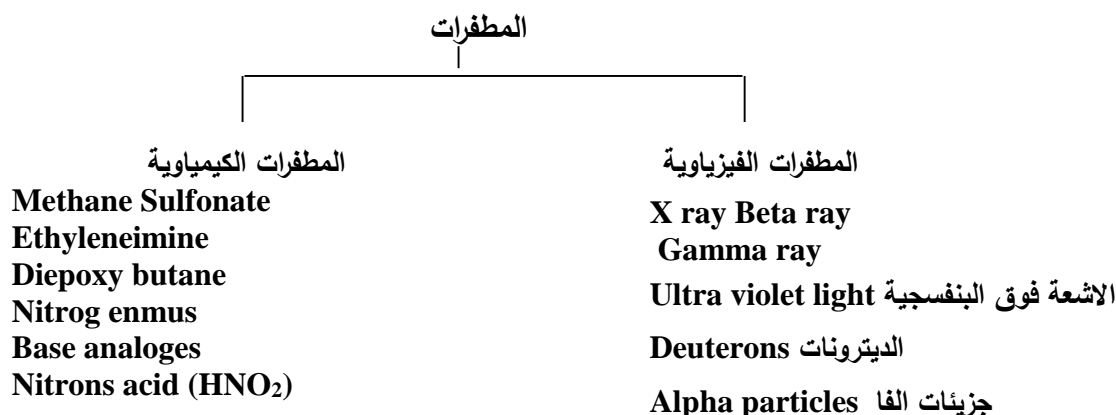 المطفرات
المطفرات الفيزياوية
X ray Beta ray
Gamma ray
Ultra violet light الاشعة فوق البنفسجية
Deuterons الديترونات
Alpha particles جزيئات الفا
المطفرات الكيمياوية
Methane Sulfonate
Ethyleneimine
Diepoxy butane
Nitrog enmus
Base analoges
Nitrons acid (HNO₂)